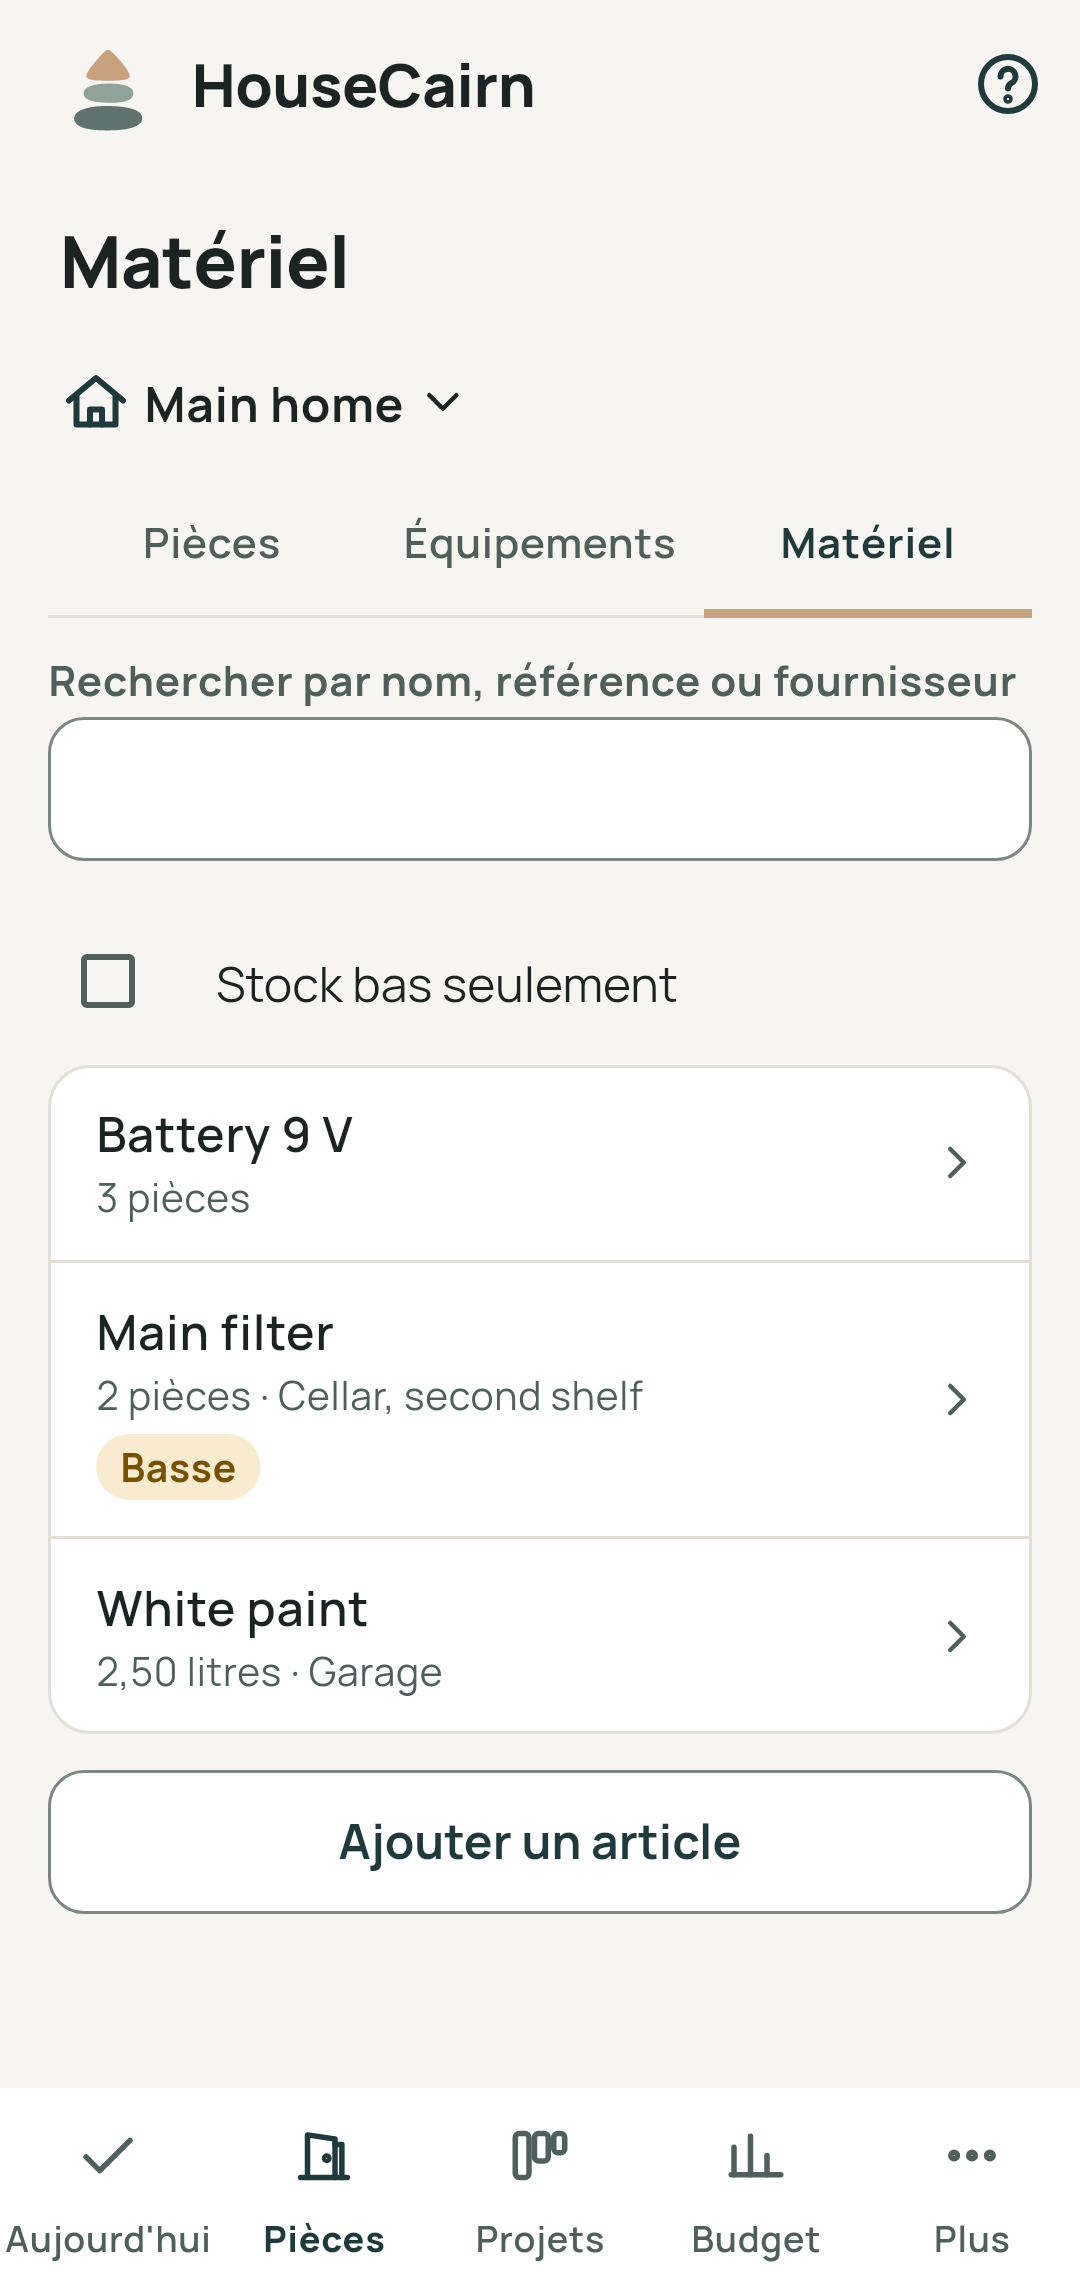 HouseCairn
Matériel
Main home
Pièces Équipements Matériel
Rechercher par nom, référence ou fournisseur
Stock bas seulement
Battery 9 V
3 pièces
Main filter
2 pièces · Cellar, second shelf
Basse
White paint
2,50 litres · Garage
Ajouter un article
Aujourd'hui Pièces Projets Budget Plus